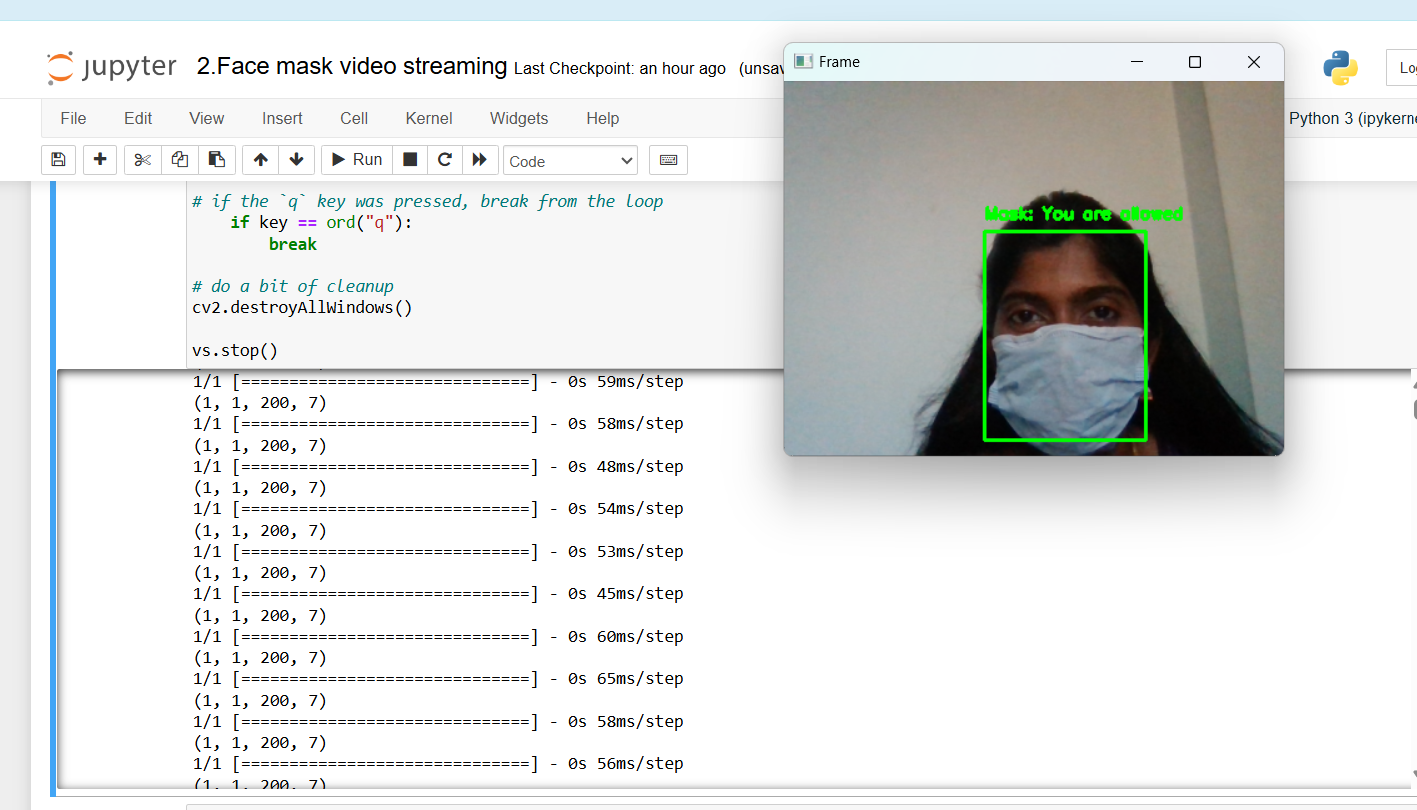 jupyter 2.Face mask video streaming Last Checkpoint: an hour ago (unsav
File Edit View Insert Cell Kernel Widgets Help
Python 3 (ipykerne
Run
Code
Frame
Mask: You are allowed
# if the `q` key was pressed, break from the loop
if key == ord("q"):
break
# do a bit of cleanup
cv2.destroyAllWindows()
vs.stop()
1/1 [==============================] - 0s 59ms/step
(1, 1, 200, 7)
1/1 [==============================] - 0s 58ms/step
(1, 1, 200, 7)
1/1 [==============================] - 0s 48ms/step
(1, 1, 200, 7)
1/1 [==============================] - 0s 54ms/step
(1, 1, 200, 7)
1/1 [==============================] - 0s 53ms/step
(1, 1, 200, 7)
1/1 [==============================] - 0s 45ms/step
(1, 1, 200, 7)
1/1 [==============================] - 0s 60ms/step
(1, 1, 200, 7)
1/1 [==============================] - 0s 65ms/step
(1, 1, 200, 7)
1/1 [==============================] - 0s 58ms/step
(1, 1, 200, 7)
1/1 [==============================] - 0s 56ms/step
(1, 1, 200, 7)